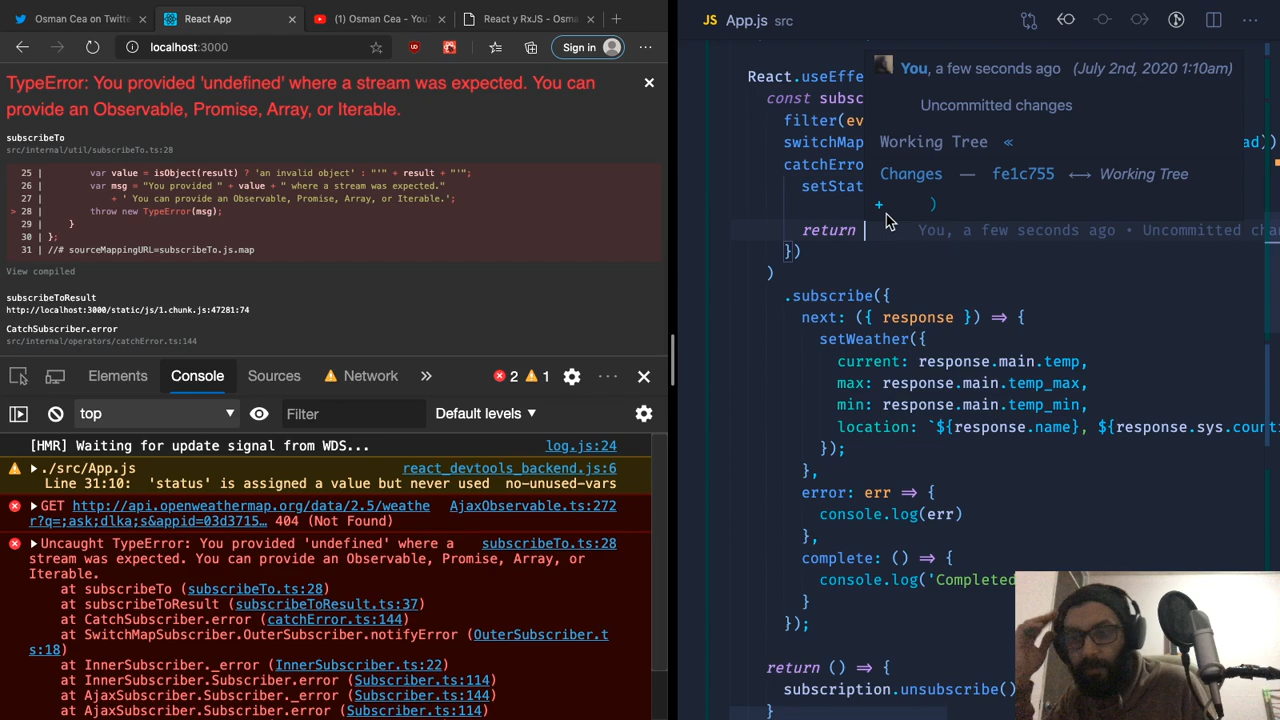 Osman Cea on Twitte
React App
(1) Osman Cea - You
React y RxJS - Osma
localhost:3000
Sign in
TypeError: You provided 'undefined' where a stream was expected. You can
provide an Observable, Promise, Array, or Iterable.
subscribeTo
src/internal/util/subscribeTo.ts:28
25 | var value = isObject(result) ? 'an invalid object' : "'" + result + "'";
26 | var msg = "You provided " + value + " where a stream was expected."
27 | + ' You can provide an Observable, Promise, Array, or Iterable.';
> 28 | throw new TypeError(msg);
29 | }
30 | };
31 | //# sourceMappingURL=subscribeTo.js.map
View compiled
subscribeToResult
http://localhost:3000/static/js/1.chunk.js:47281:74
CatchSubscriber.error
src/internal/operators/catchError.ts:144
Elements
Console
Sources
Network
2
1
top
Filter
Default levels
[HMR] Waiting for update signal from WDS... log.js:24
./src/App.js react_devtools_backend.js:6
Line 31:10: 'status' is assigned a value but never used no-unused-vars
GET http://api.openweathermap.org/data/2.5/weathe AjaxObservable.ts:272
r?q=;ask;dlka;s&appid=03d3715… 404 (Not Found)
Uncaught TypeError: You provided 'undefined' where a subscribeTo.ts:28
stream was expected. You can provide an Observable, Promise, Array, or
Iterable.
at subscribeTo (subscribeTo.ts:28)
at subscribeToResult (subscribeToResult.ts:37)
at CatchSubscriber.error (catchError.ts:144)
at SwitchMapSubscriber.OuterSubscriber.notifyError (OuterSubscriber.t
s:18)
at InnerSubscriber._error (InnerSubscriber.ts:22)
at InnerSubscriber.Subscriber.error (Subscriber.ts:114)
at AjaxSubscriber.Subscriber._error (Subscriber.ts:144)
at AjaxSubscriber.Subscriber.error (Subscriber.ts:114)
JS App.js src
React.useEffe
const subsc
filter(ev
switchMap ad))
catchErro
setStat
You, a few seconds ago (July 2nd, 2020 1:10am)
Uncommitted changes
Working Tree «
Changes — fe1c755 ⟷ Working Tree
+ )
return You, a few seconds ago • Uncommitted cha
})
)
.subscribe({
next: ({ response }) => {
setWeather({
current: response.main.temp,
max: response.main.temp_max,
min: response.main.temp_min,
location: `${response.name}, ${response.sys.count
});
},
error: err => {
console.log(err)
},
complete: () => {
console.log('Completed
}
});
return () => {
subscription.unsubscribe()
}